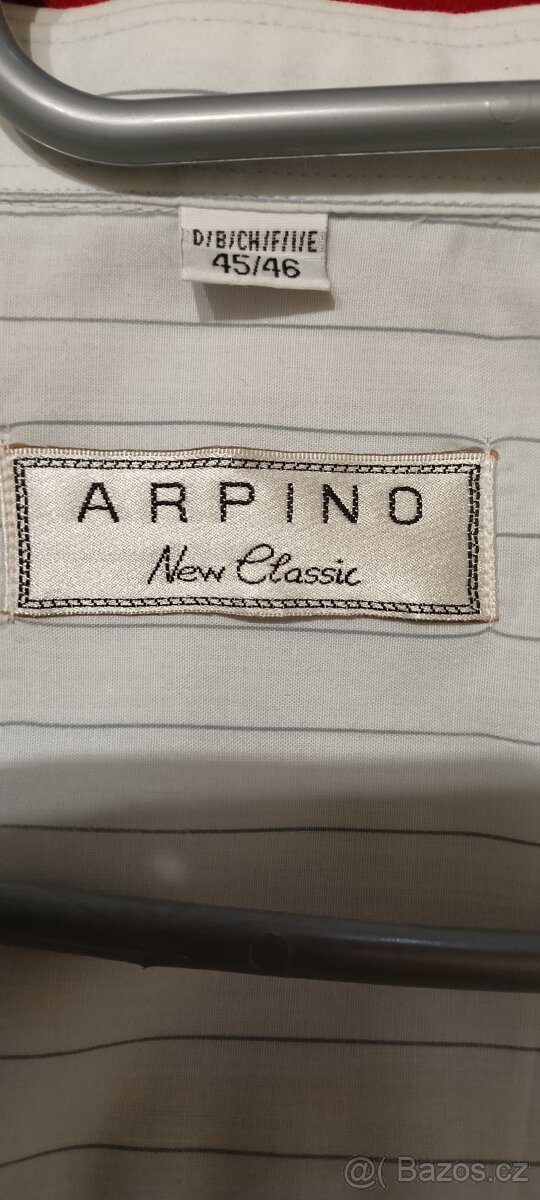 D/B/CH/F/I/E
45/46
ARPINO
New Classic
@( Bazos.cz